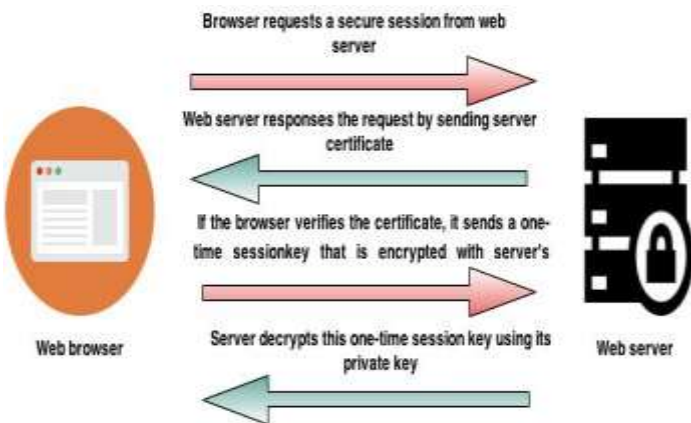 Browser requests a secure session from web
server
Web server responses the request by sending server
certificate
If the browser verifies the certificate, it sends a one-
time sessionkey that is encrypted with server's
Web browser
Server decrypts this one-time session key using its
private key
Web server